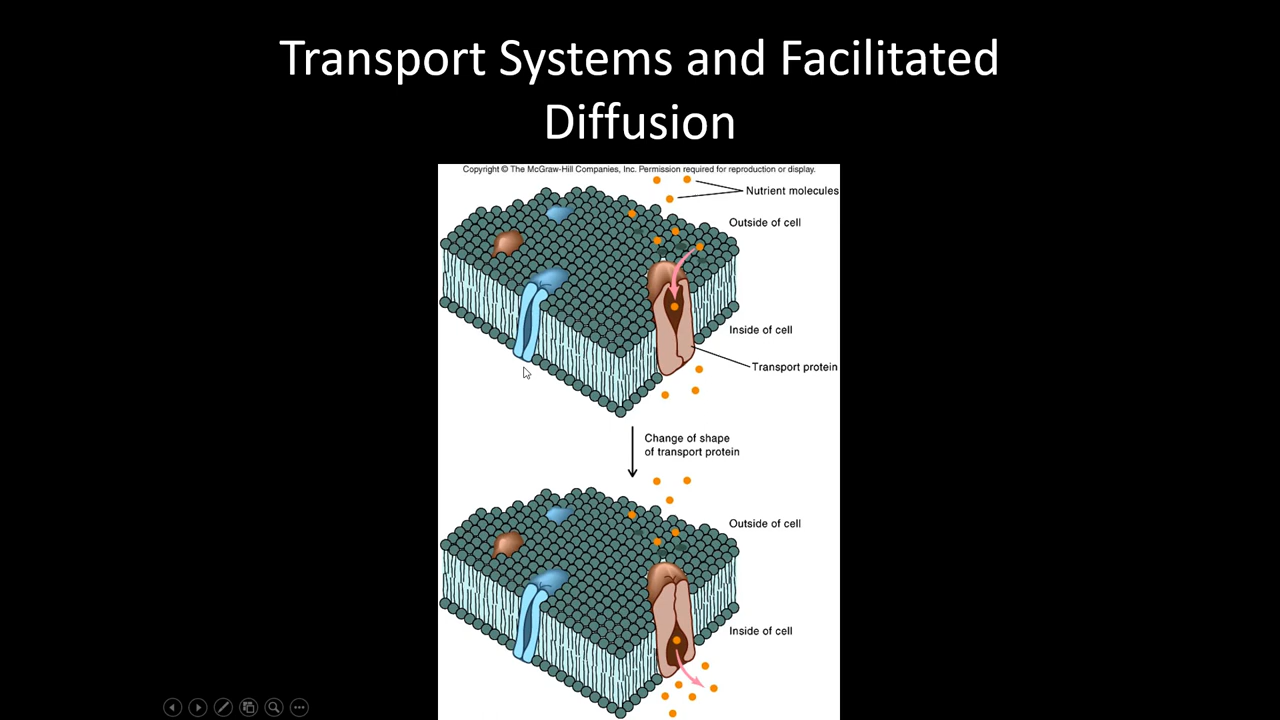 Transport Systems and Facilitated
Diffusion
Copyright © The McGraw-Hill Companies, Inc. Permission required for reproduction or display.
Nutrient molecules
Outside of cell
Inside of cell
Transport protein
Change of shape
of transport protein
Outside of cell
Inside of cell